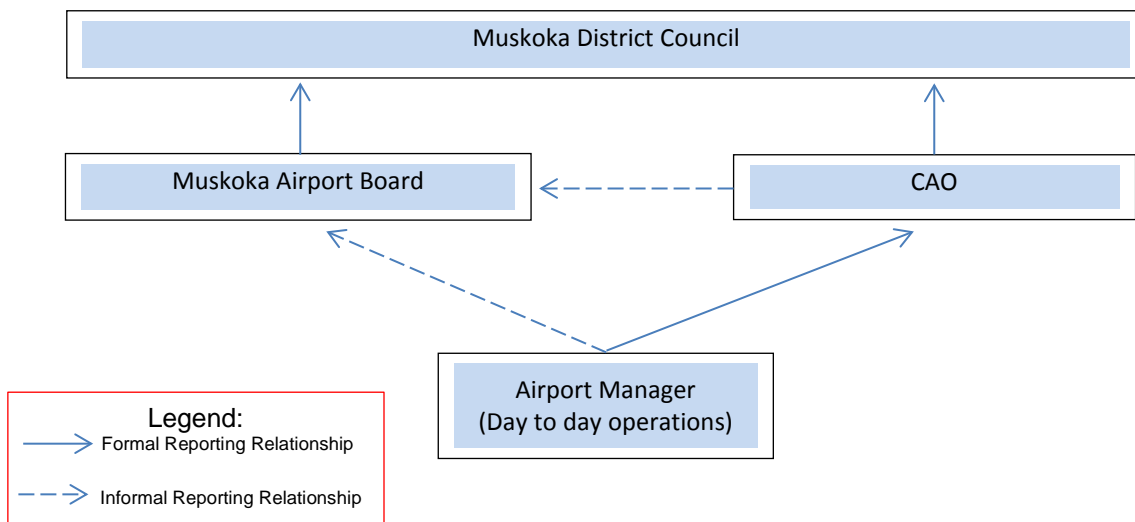 Muskoka District Council
Muskoka Airport Board
CAO
Airport Manager
(Day to day operations)
Legend:
Formal Reporting Relationship
Informal Reporting Relationship